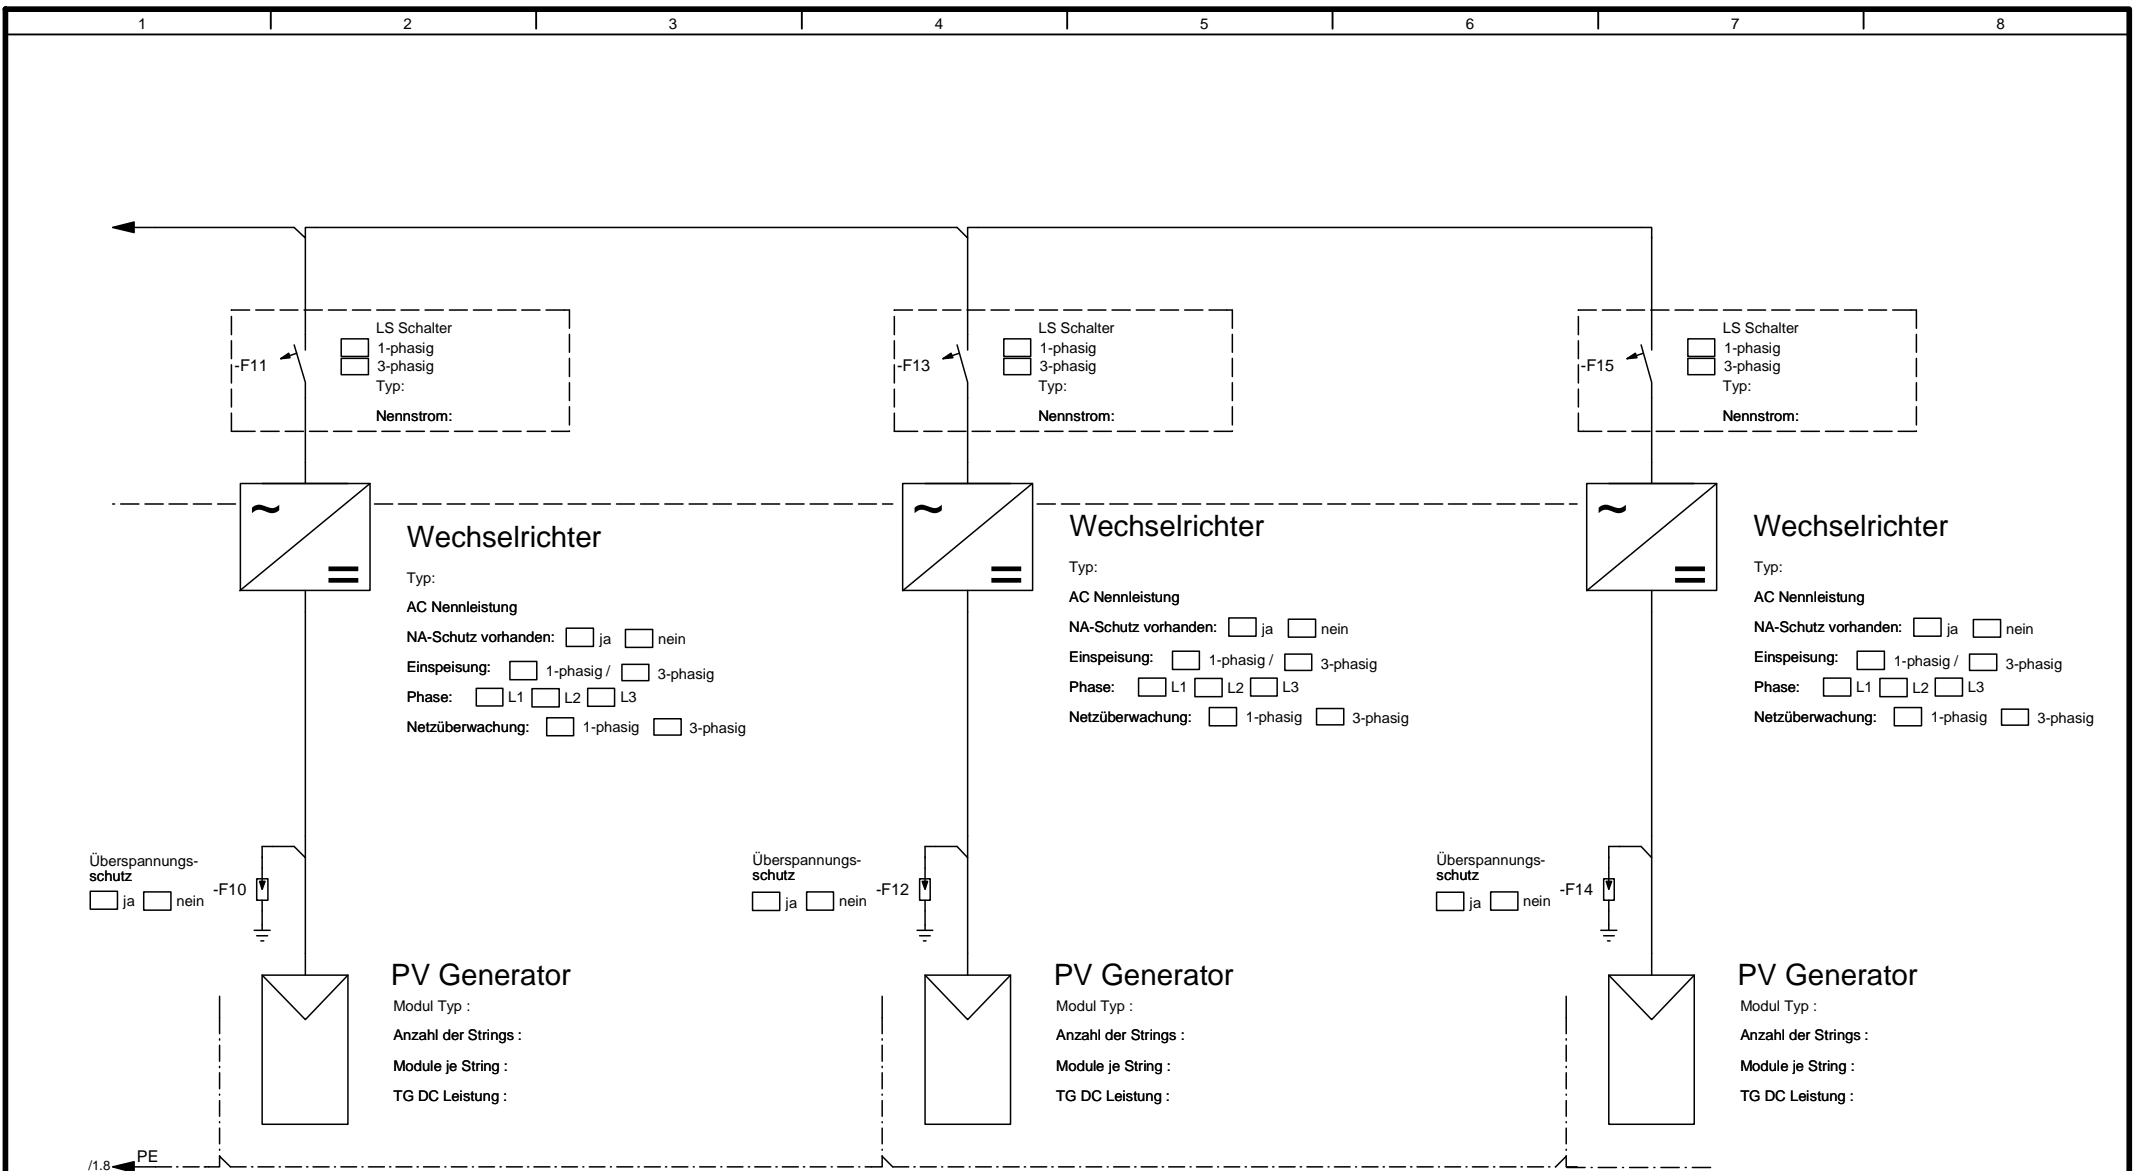 1 2 3 4 5 6 7 8
LS Schalter
1-phasig
-F11
3-phasig
Typ:
Nennstrom:
LS Schalter
1-phasig
-F13
3-phasig
Typ:
Nennstrom:
LS Schalter
1-phasig
-F15
3-phasig
Typ:
Nennstrom:
~
=
Wechselrichter
Typ:
AC Nennleistung
NA-Schutz vorhanden: ja nein
Einspeisung: 1-phasig / 3-phasig
Phase: L1 L2 L3
Netzüberwachung: 1-phasig 3-phasig
~
=
Wechselrichter
Typ:
AC Nennleistung
NA-Schutz vorhanden: ja nein
Einspeisung: 1-phasig / 3-phasig
Phase: L1 L2 L3
Netzüberwachung: 1-phasig 3-phasig
~
=
Wechselrichter
Typ:
AC Nennleistung
NA-Schutz vorhanden: ja nein
Einspeisung: 1-phasig / 3-phasig
Phase: L1 L2 L3
Netzüberwachung: 1-phasig 3-phasig
Überspannungs-
schutz
ja nein -F10
Überspannungs-
schutz
ja nein -F12
Überspannungs-
schutz
ja nein -F14
PV Generator
Modul Typ :
Anzahl der Strings :
Module je String :
TG DC Leistung :
PV Generator
Modul Typ :
Anzahl der Strings :
Module je String :
TG DC Leistung :
PV Generator
Modul Typ :
Anzahl der Strings :
Module je String :
TG DC Leistung :
/1.8 PE